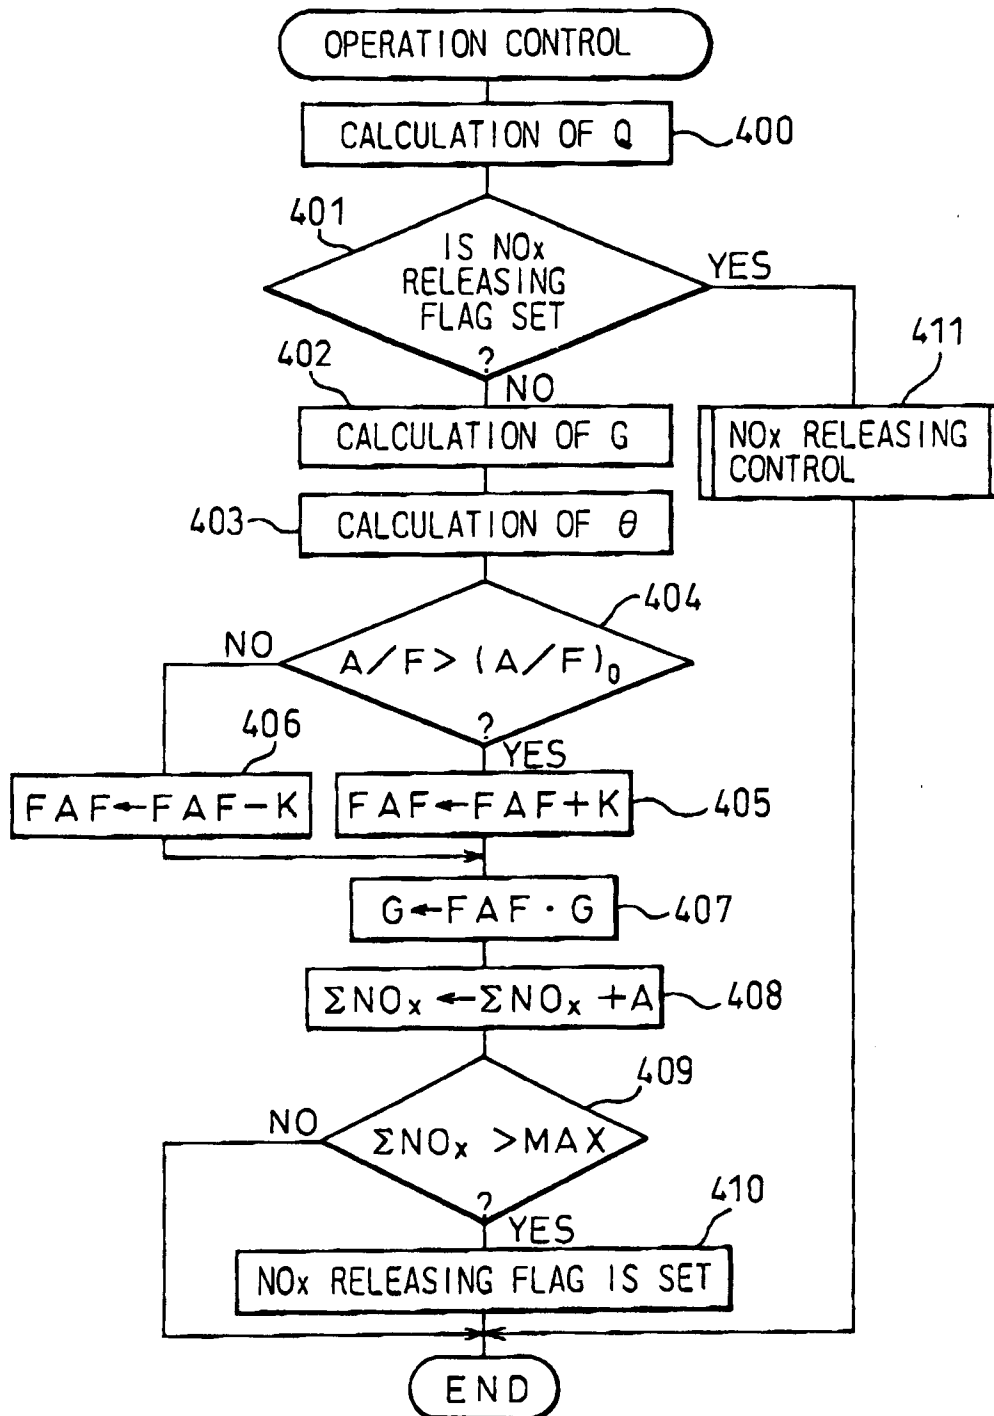 OPERATION CONTROL
CALCULATION OF Q
400
401
IS NOx
RELEASING
FLAG SET
?
YES
NO
402
CALCULATION OF G
411
NOx RELEASING
CONTROL
403
CALCULATION OF θ
404
NO
A/F > (A/F)₀
?
YES
406
FAF←FAF-K
FAF←FAF+K
405
G←FAF・G
407
ΣNOx ←ΣNOx +A
408
409
NO
ΣNOx >MAX
?
YES
410
NOx RELEASING FLAG IS SET
END